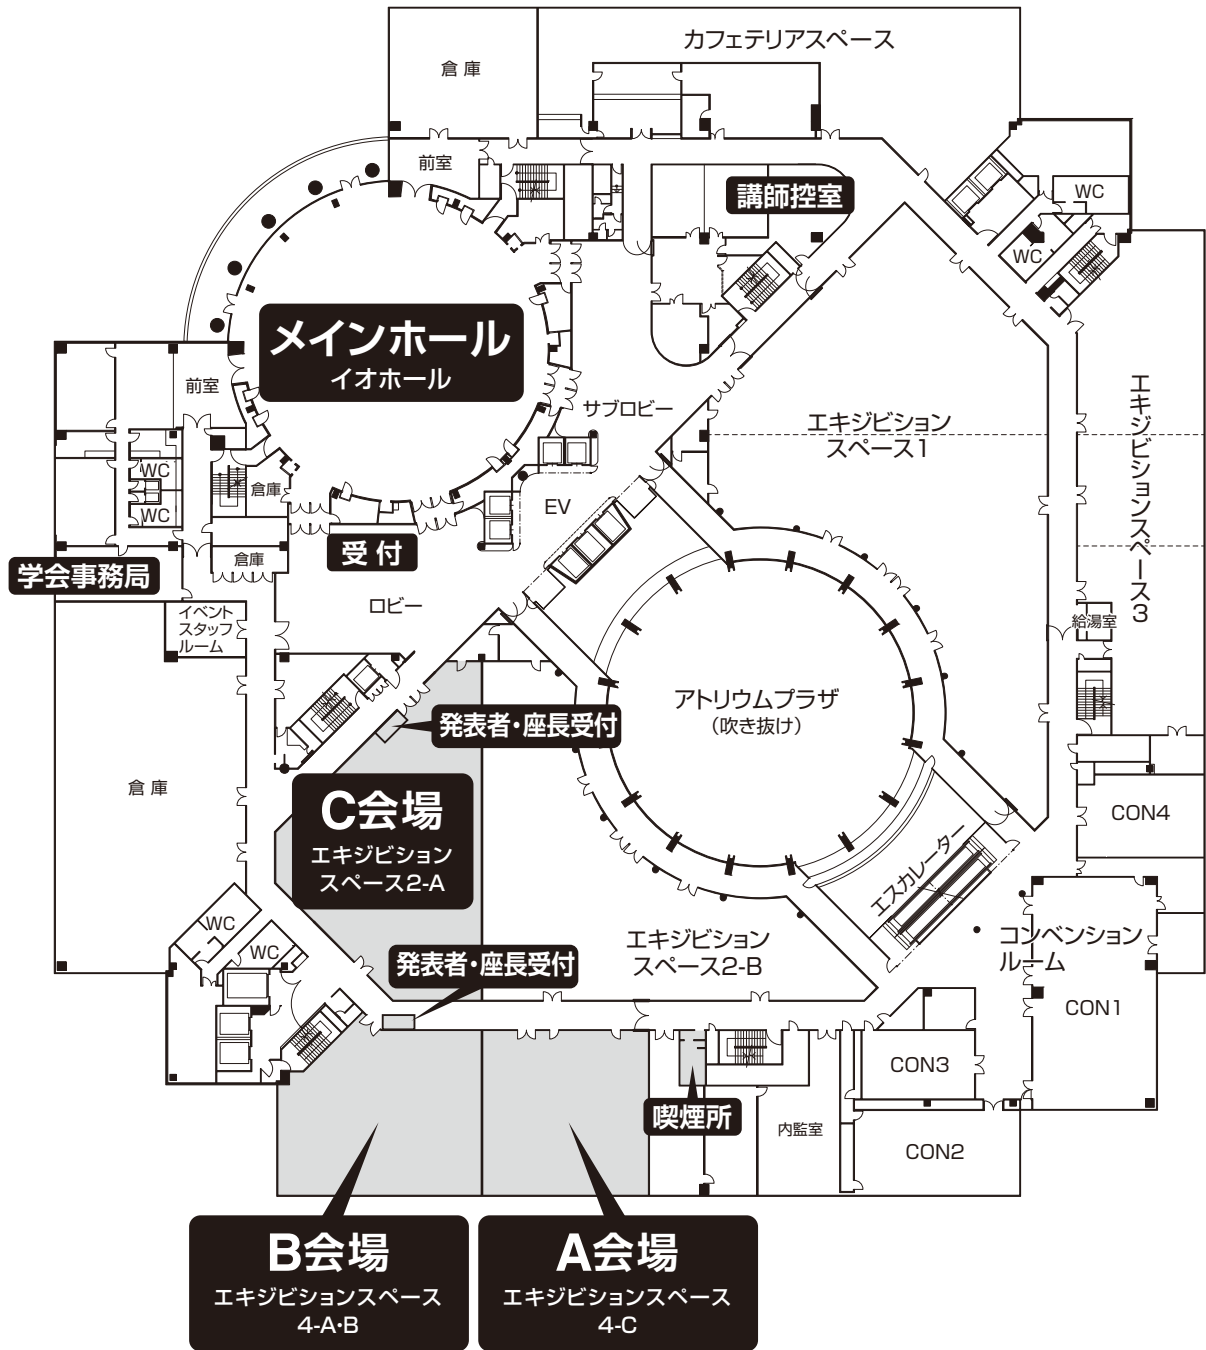 カフェテリアスペース
倉 庫
前室
講師控室
WC
WC
メインホール
イオホール
前室
サブロビー
エキジビション
スペース1
エキジビションスペース3
WC
WC
倉庫
EV
受 付
倉庫
学会事務局
ロビー
イベント
スタッフ
ルーム
給湯室
アトリウムプラザ
（吹き抜け）
発表者・座長受付
倉 庫
C会場
エキジビション
スペース2-A
CON4
エスカレーター
WC
WC
発表者・座長受付
エキジビション
スペース2-B
コンベンション
ルーム
CON1
CON3
喫煙所
内監室
CON2
B会場
エキジビションスペース
4-A・B
A会場
エキジビションスペース
4-C